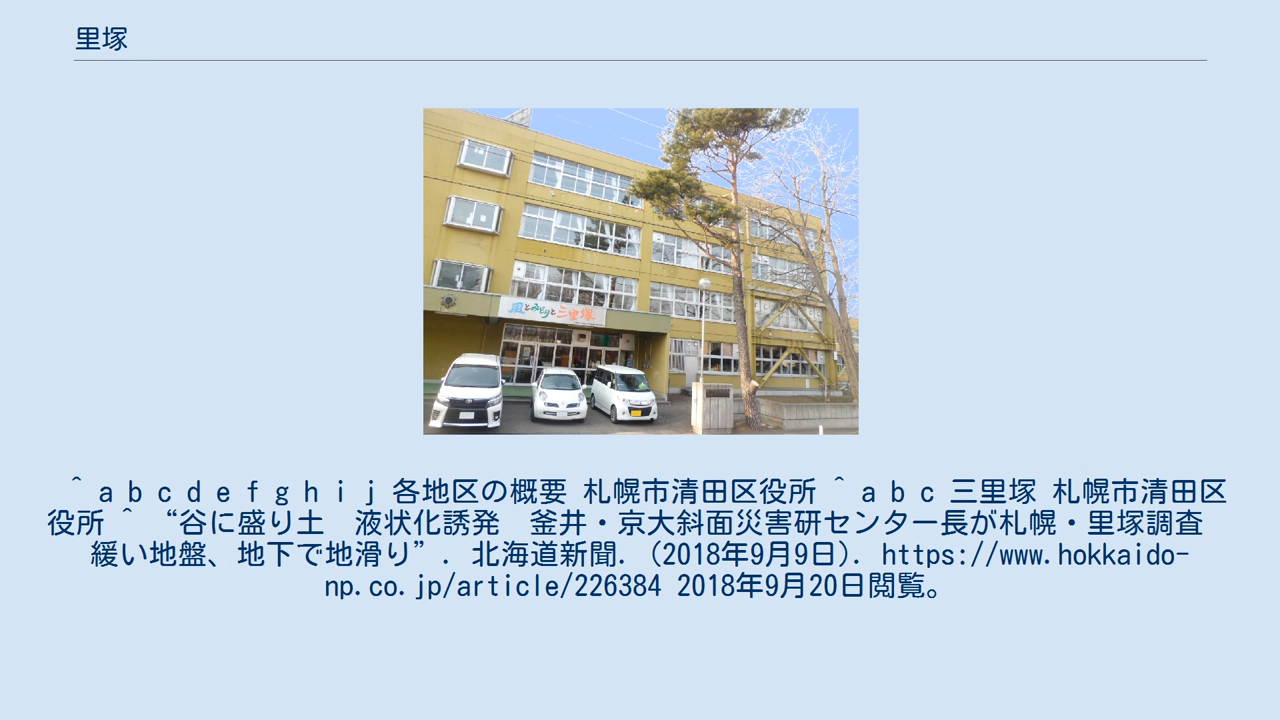 里塚
風とみどりと三里塚
^ a b c d e f g h i j 各地区の概要 札幌市清田区役所 ^ a b c 三里塚 札幌市清田区
役所 ^ “谷に盛り土　液状化誘発　釜井・京大斜面災害研センター長が札幌・里塚調査
緩い地盤、地下で地滑り”. 北海道新聞. (2018年9月9日). https://www.hokkaido-
np.co.jp/article/226384 2018年9月20日閲覧。